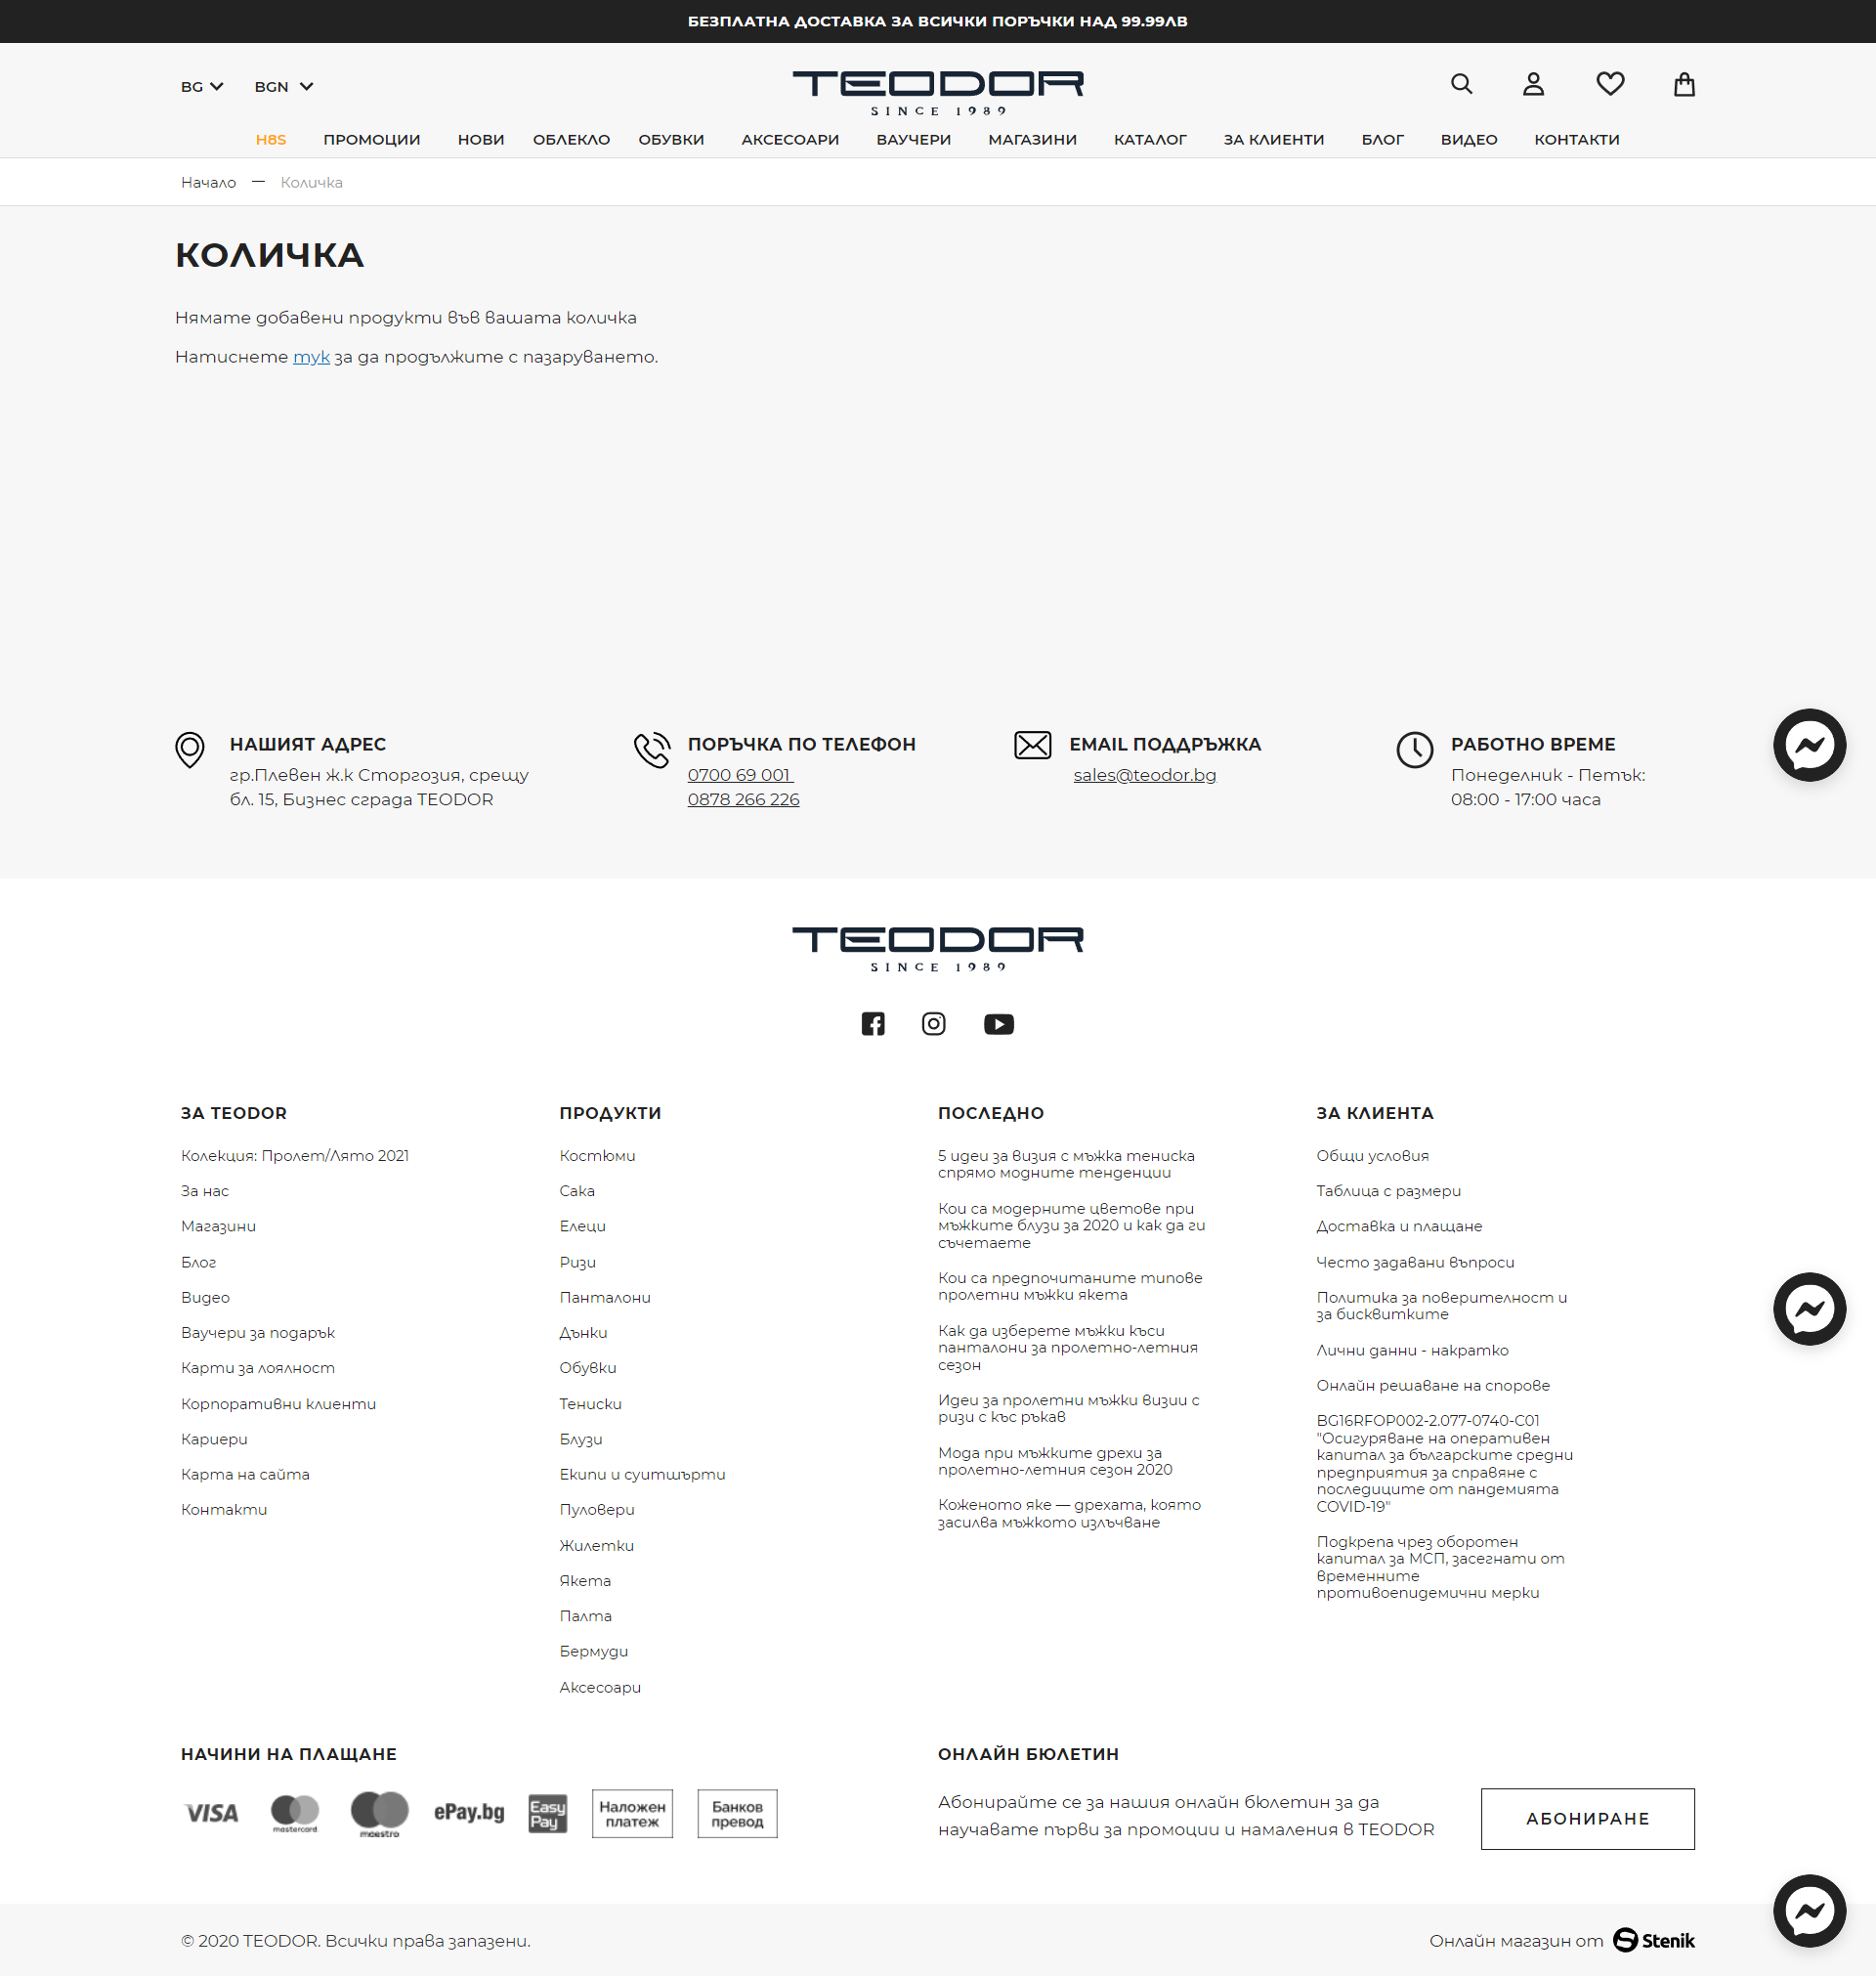 БЕЗПЛАТНА ДОСТАВКА ЗА ВСИЧКИ ПОРЪЧКИ НАД 99.99ЛВ
BG BGN
TEODOR
SINCE 1989
H8S ПРОМОЦИИ НОВИ ОБЛЕКЛО ОБУВКИ АКСЕСОАРИ ВАУЧЕРИ МАГАЗИНИ КАТАЛОГ ЗА КЛИЕНТИ БЛОГ ВИДЕО КОНТАКТИ
Начало — Количка
КОЛИЧКА
Нямате добавени продукти във вашата количка
Натиснете тук за да продължите с пазаруването.
НАШИЯТ АДРЕС
гр.Плевен ж.к Сторгозия, срещу
бл. 15, Бизнес сграда TEODOR
ПОРЪЧКА ПО ТЕЛЕФОН
0700 69 001
0878 266 226
EMAIL ПОДДРЪЖКА
sales@teodor.bg
РАБОТНО ВРЕМЕ
Понеделник - Петък:
08:00 - 17:00 часа
TEODOR
SINCE 1989
ЗА TEODOR
Колекция: Пролет/Лято 2021
За нас
Магазини
Блог
Видео
Ваучери за подарък
Карти за лоялност
Корпоративни клиенти
Кариери
Карта на сайта
Контакти
ПРОДУКТИ
Костюми
Сака
Елеци
Ризи
Панталони
Дънки
Обувки
Тениски
Блузи
Екипи и суитшърти
Пуловери
Жилетки
Якета
Палта
Бермуди
Аксесоари
ПОСЛЕДНО
5 идеи за визия с мъжка тениска
спрямо модните тенденции
Кои са модерните цветове при
мъжките блузи за 2020 и как да ги
съчетаете
Кои са предпочитаните типове
пролетни мъжки якета
Как да изберете мъжки къси
панталони за пролетно-летния
сезон
Идеи за пролетни мъжки визии с
ризи с къс ръкав
Мода при мъжките дрехи за
пролетно-летния сезон 2020
Коженото яке — дрехата, която
засилва мъжкото излъчване
ЗА КЛИЕНТА
Общи условия
Таблица с размери
Доставка и плащане
Често задавани въпроси
Политика за поверителност и
за бисквитките
Лични данни - накратко
Онлайн решаване на спорове
BG16RFOP002-2.077-0740-C01
"Осигуряване на оперативен
капитал за българските средни
предприятия за справяне с
последиците от пандемията
COVID-19"
Подкрепа чрез оборотен
капитал за МСП, засегнати от
временните
противоепидемични мерки
НАЧИНИ НА ПЛАЩАНЕ
VISA mastercard maestro ePay.bg Easy Pay Наложен платеж Банков превод
ОНЛАЙН БЮЛЕТИН
Абонирайте се за нашия онлайн бюлетин за да
научавате първи за промоции и намаления в TEODOR
АБОНИРАНЕ
© 2020 TEODOR. Всички права запазени.
Онлайн магазин от Stenik